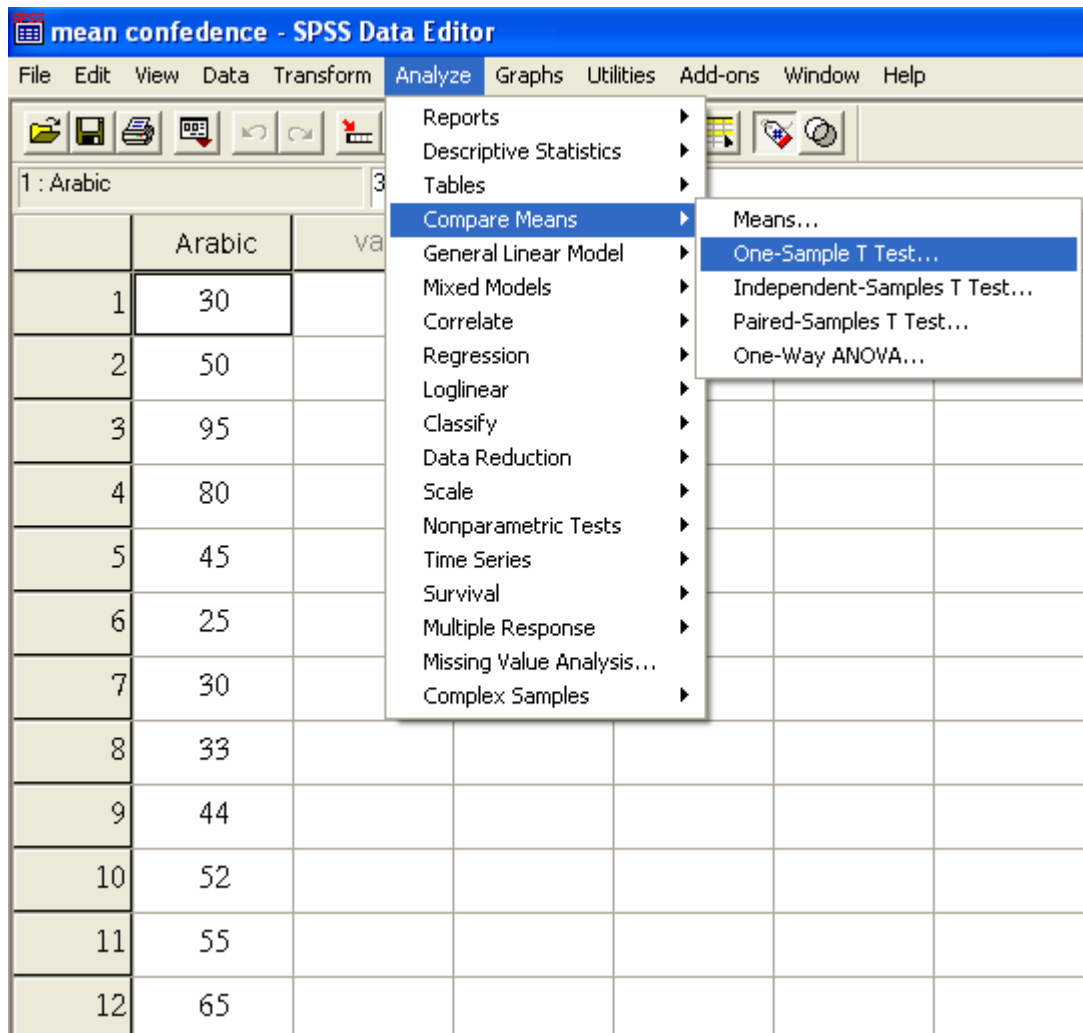 SPSS
mean confedence - SPSS Data Editor
File Edit View Data Transform Analyze Graphs Utilities Add-ons Window Help
1 : Arabic 3
Arabic va
1 30
2 50
3 95
4 80
5 45
6 25
7 30
8 33
9 44
10 52
11 55
12 65
Reports
Descriptive Statistics
Tables
Compare Means
General Linear Model
Mixed Models
Correlate
Regression
Loglinear
Classify
Data Reduction
Scale
Nonparametric Tests
Time Series
Survival
Multiple Response
Missing Value Analysis...
Complex Samples
Means...
One-Sample T Test...
Independent-Samples T Test...
Paired-Samples T Test...
One-Way ANOVA...